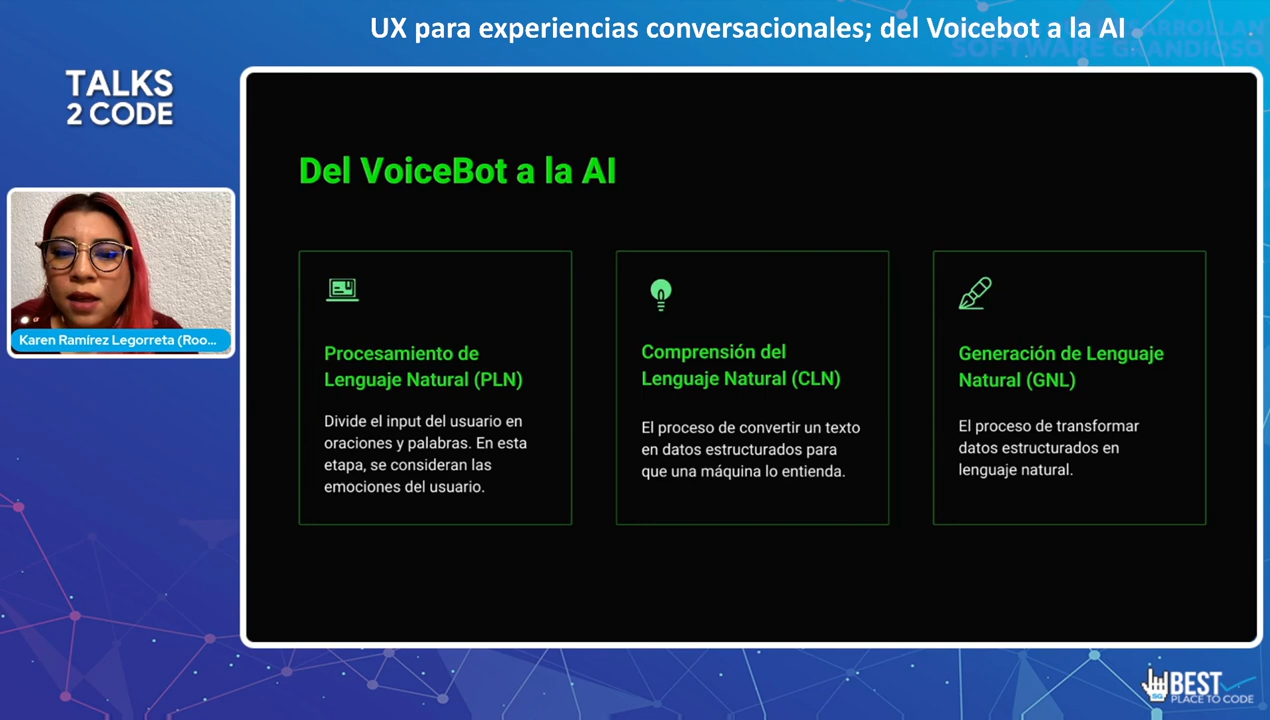 UX para experiencias conversacionales; del Voicebot a la AI
DESARROLLAN
SOFTWARE GRANDIOSO
TALKS
2 CODE
Karen Ramírez Legorreta (Roo...
Del VoiceBot a la AI
Procesamiento de
Lenguaje Natural (PLN)
Divide el input del usuario en
oraciones y palabras. En esta
etapa, se consideran las
emociones del usuario.
Comprensión del
Lenguaje Natural (CLN)
El proceso de convertir un texto
en datos estructurados para
que una máquina lo entienda.
Generación de Lenguaje
Natural (GNL)
El proceso de transformar
datos estructurados en
lenguaje natural.
SG
BEST
PLACE TO CODE